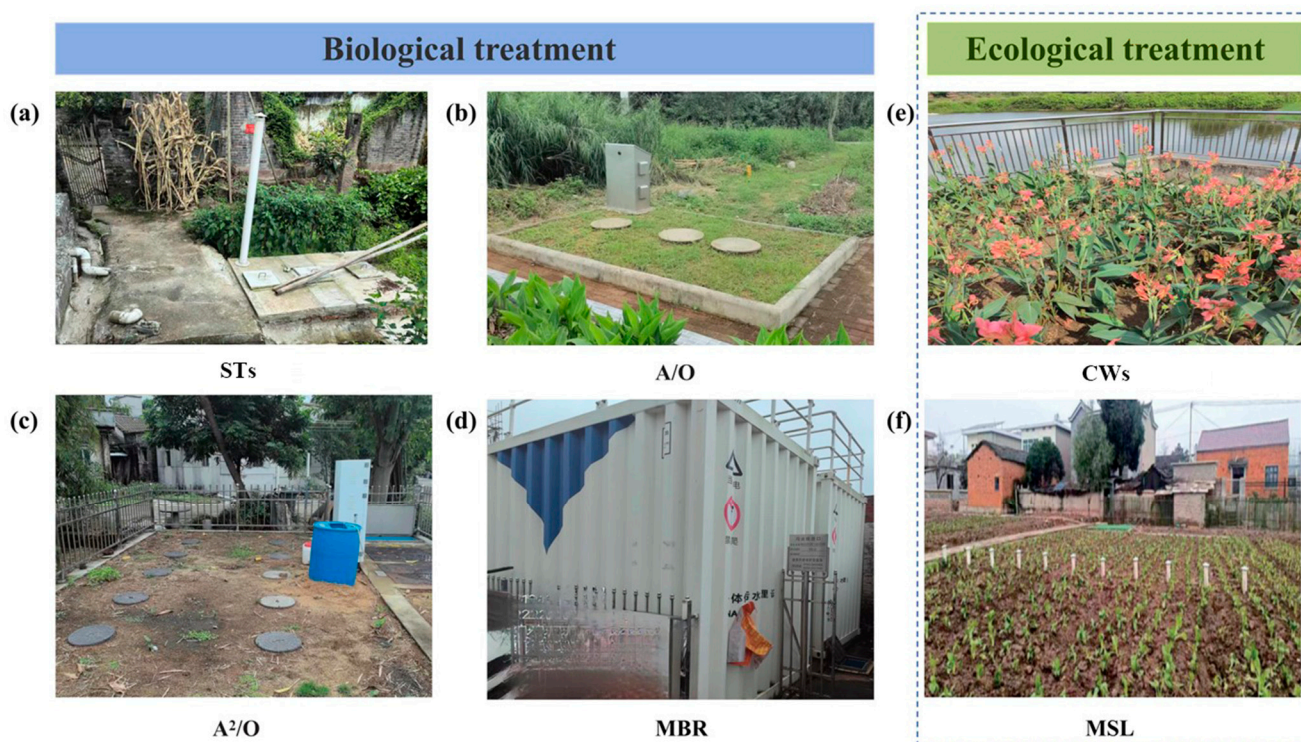 Biological treatment
Ecological treatment
(a)
(b)
(e)
STs
A/O
CWs
(c)
(d)
(f)
A²/O
MBR
MSL